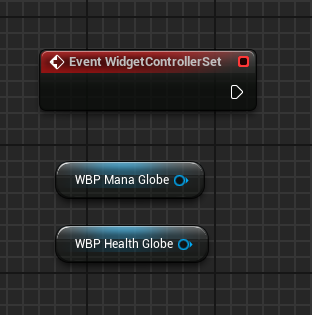 Event WidgetControllerSet
WBP Mana Globe
WBP Health Globe